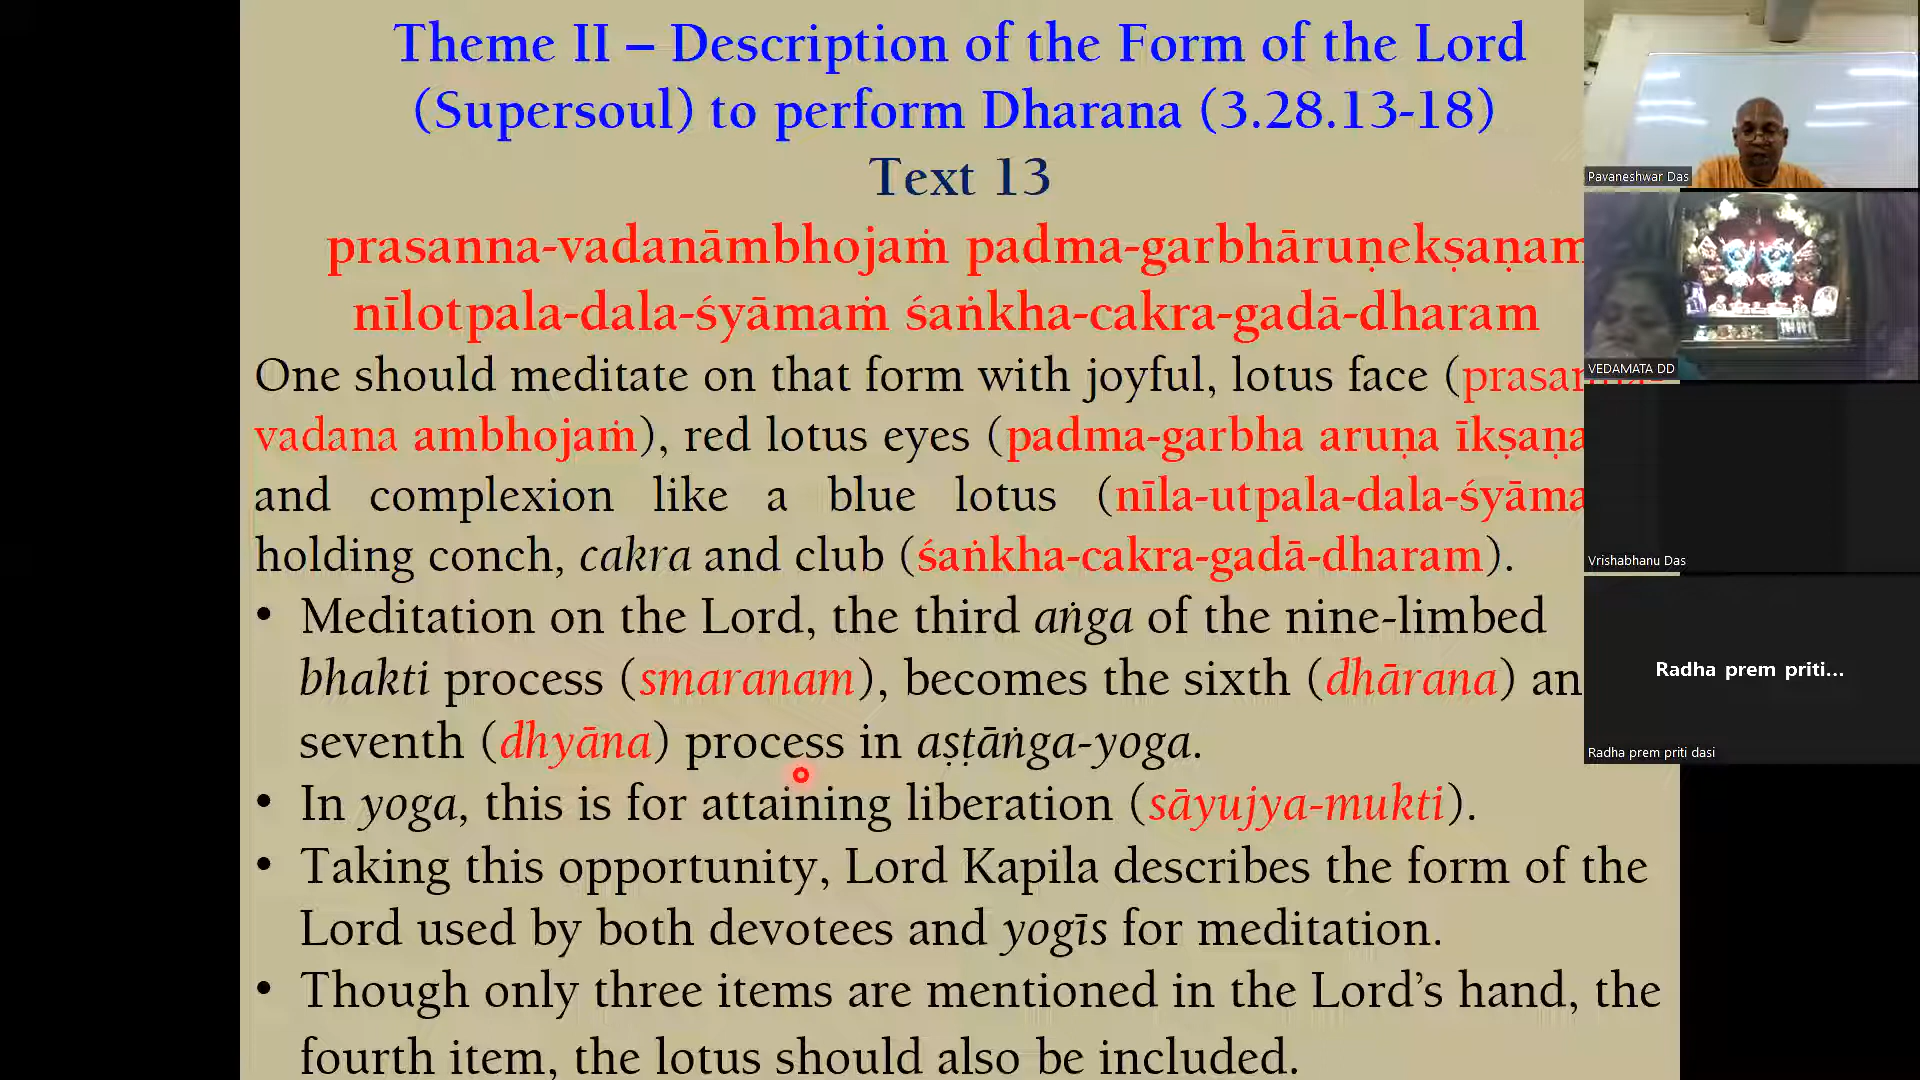 Theme II – Description of the Form of the Lord
(Supersoul) to perform Dharana (3.28.13-18)
Text 13
prasanna-vadanāmbhojaṁ padma-garbhāruṇekṣaṇam
nīlotpala-dala-śyāmaṁ śaṅkha-cakra-gadā-dharam
One should meditate on that form with joyful, lotus face (
vadana ambhojaṁ), red lotus eyes (padma-garbha aruṇa īkṣaṇa
and complexion like a blue lotus (nīla-utpala-dala-śyāma
holding conch, cakra and club (śaṅkha-cakra-gadā-dharam).
• Meditation on the Lord, the third aṅga of the nine-limbed
bhakti process (smaranam), becomes the sixth (dhārana) an
seventh (dhyāna) process in aṣṭāṅga-yoga.
• In yoga, this is for attaining liberation (sāyujya-mukti).
• Taking this opportunity, Lord Kapila describes the form of the
Lord used by both devotees and yogīs for meditation.
• Though only three items are mentioned in the Lord’s hand, the
fourth item, the lotus should also be included.
Pavaneshwar Das
VEDAMATA DD
Vrishabhanu Das
Radha prem priti...
Radha prem priti dasi